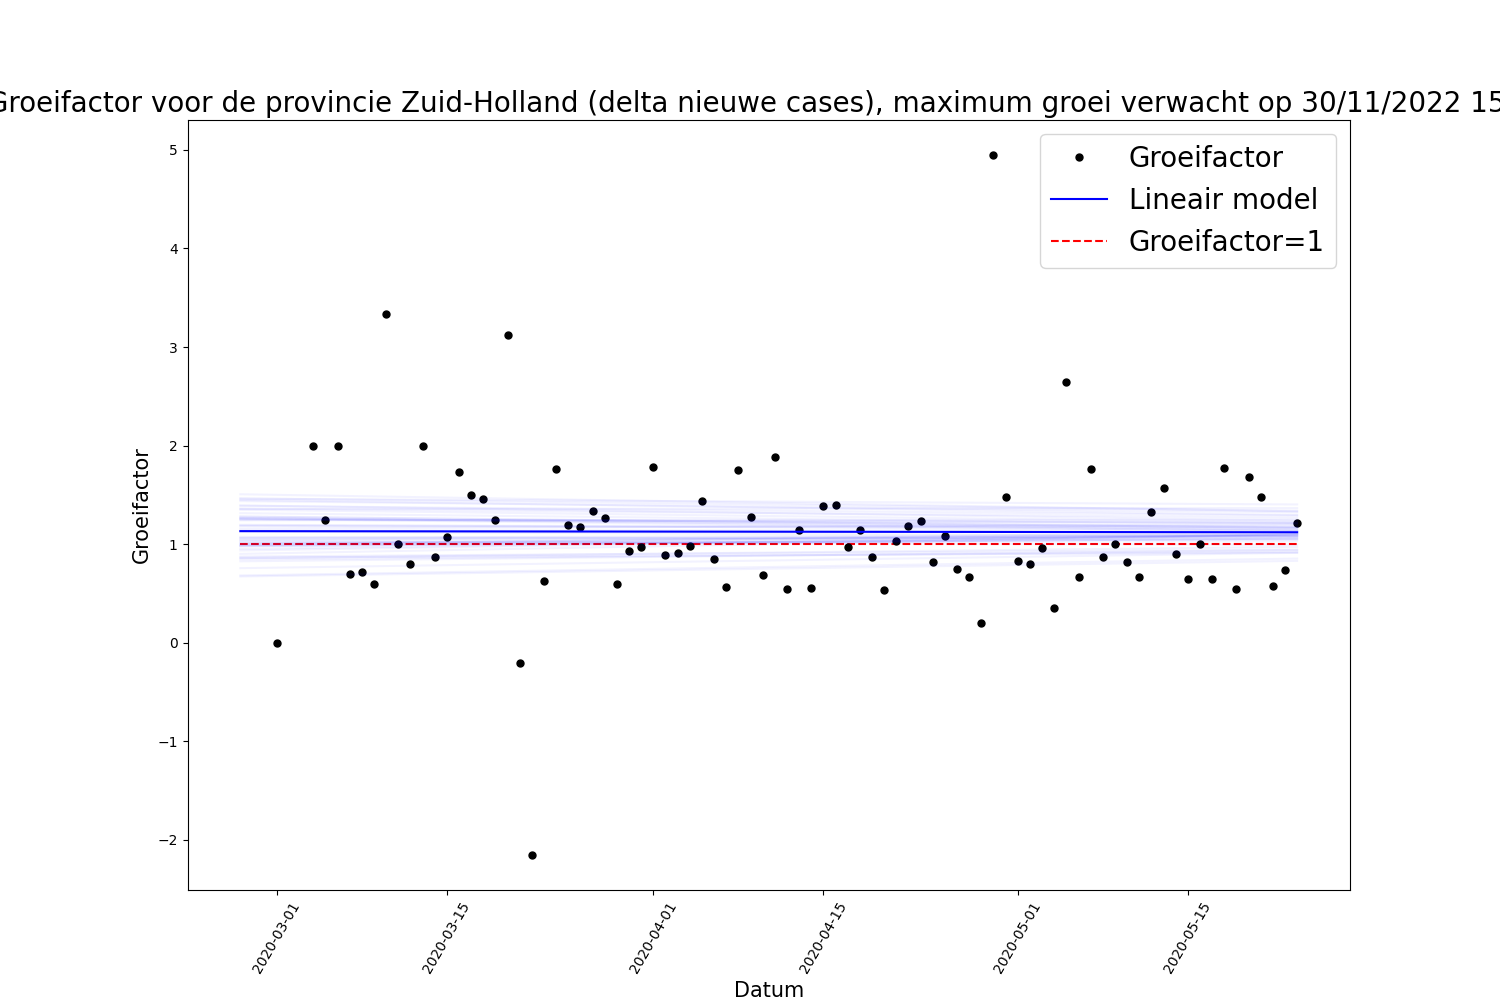 Groeifactor voor de provincie Zuid-Holland (delta nieuwe cases), maximum groei verwacht op 30/11/2022 15
Groeifactor
Lineair model
Groeifactor=1
5
4
3
2
1
0
−1
−2
Groeifactor
2020-03-01
2020-03-15
2020-04-01
2020-04-15
2020-05-01
2020-05-15
Datum